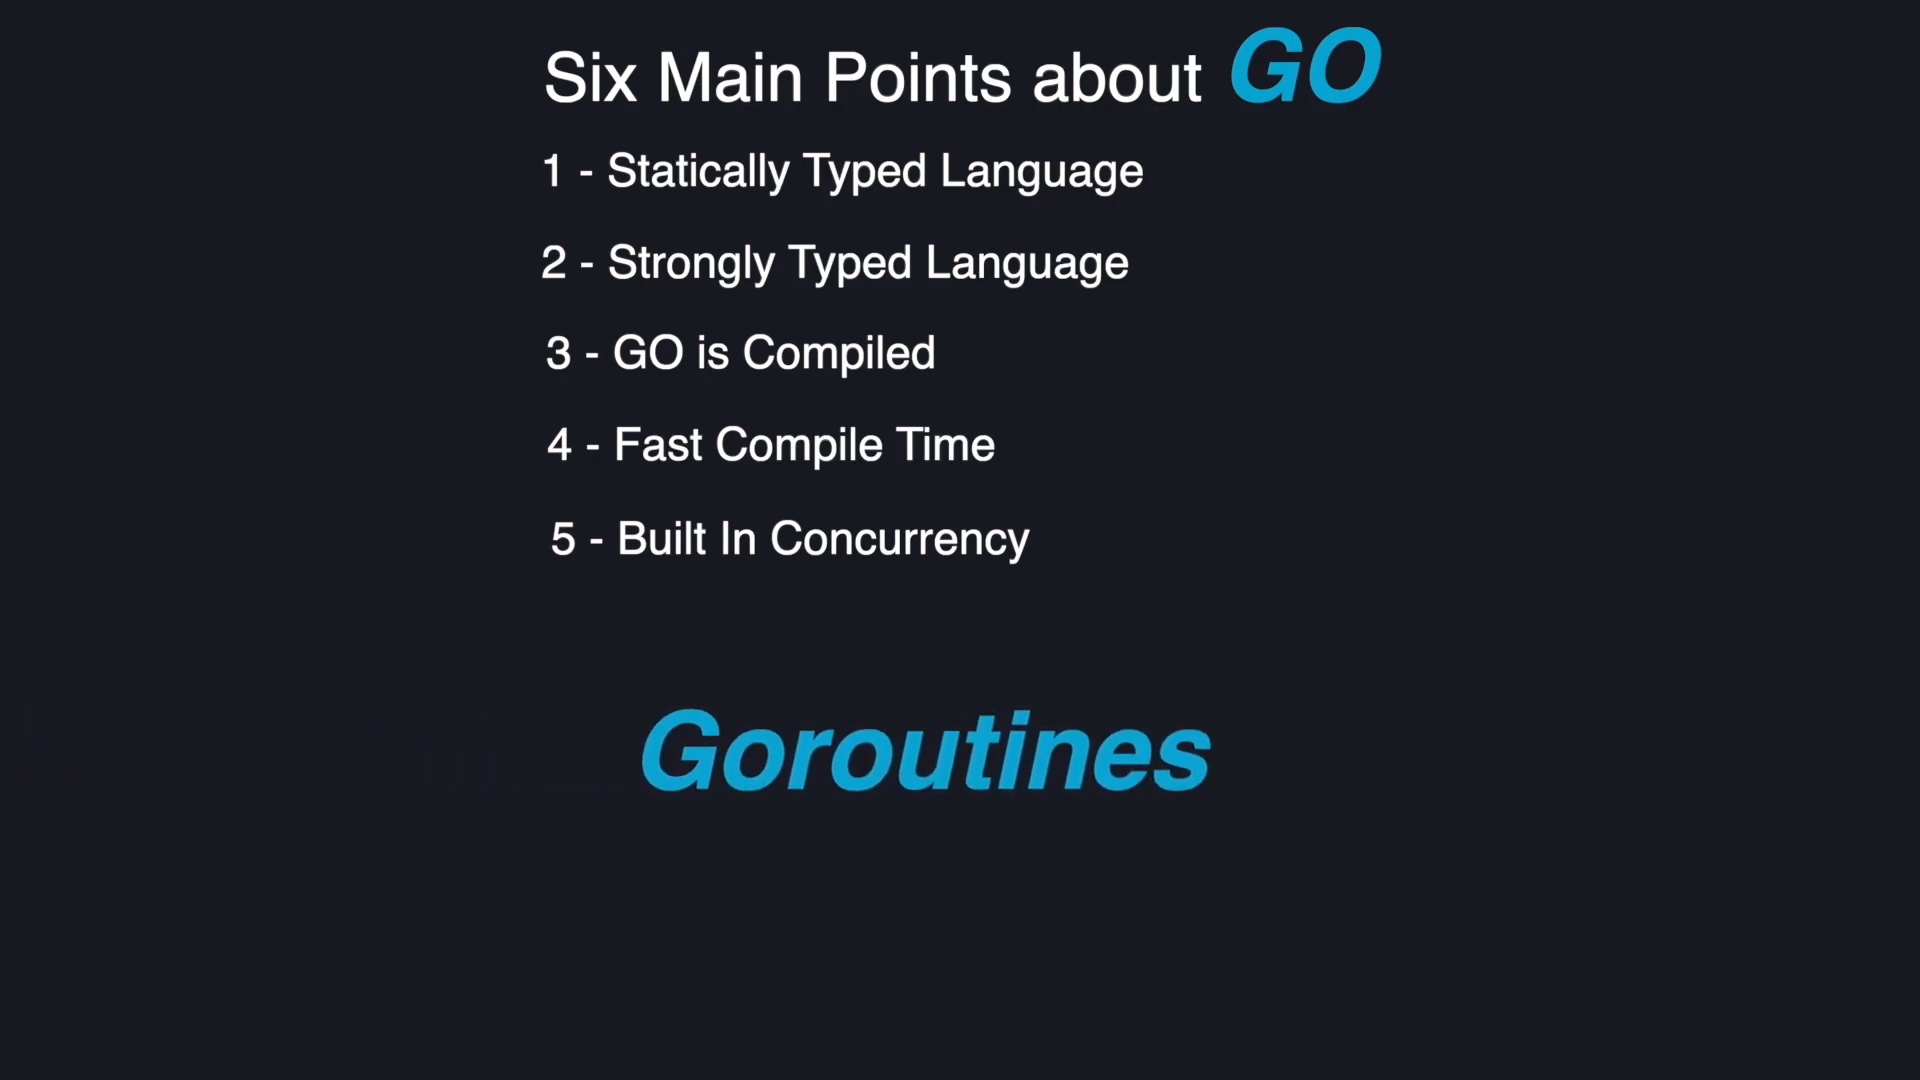 Six Main Points about GO
1 - Statically Typed Language
2 - Strongly Typed Language
3 - GO is Compiled
4 - Fast Compile Time
5 - Built In Concurrency
Goroutines